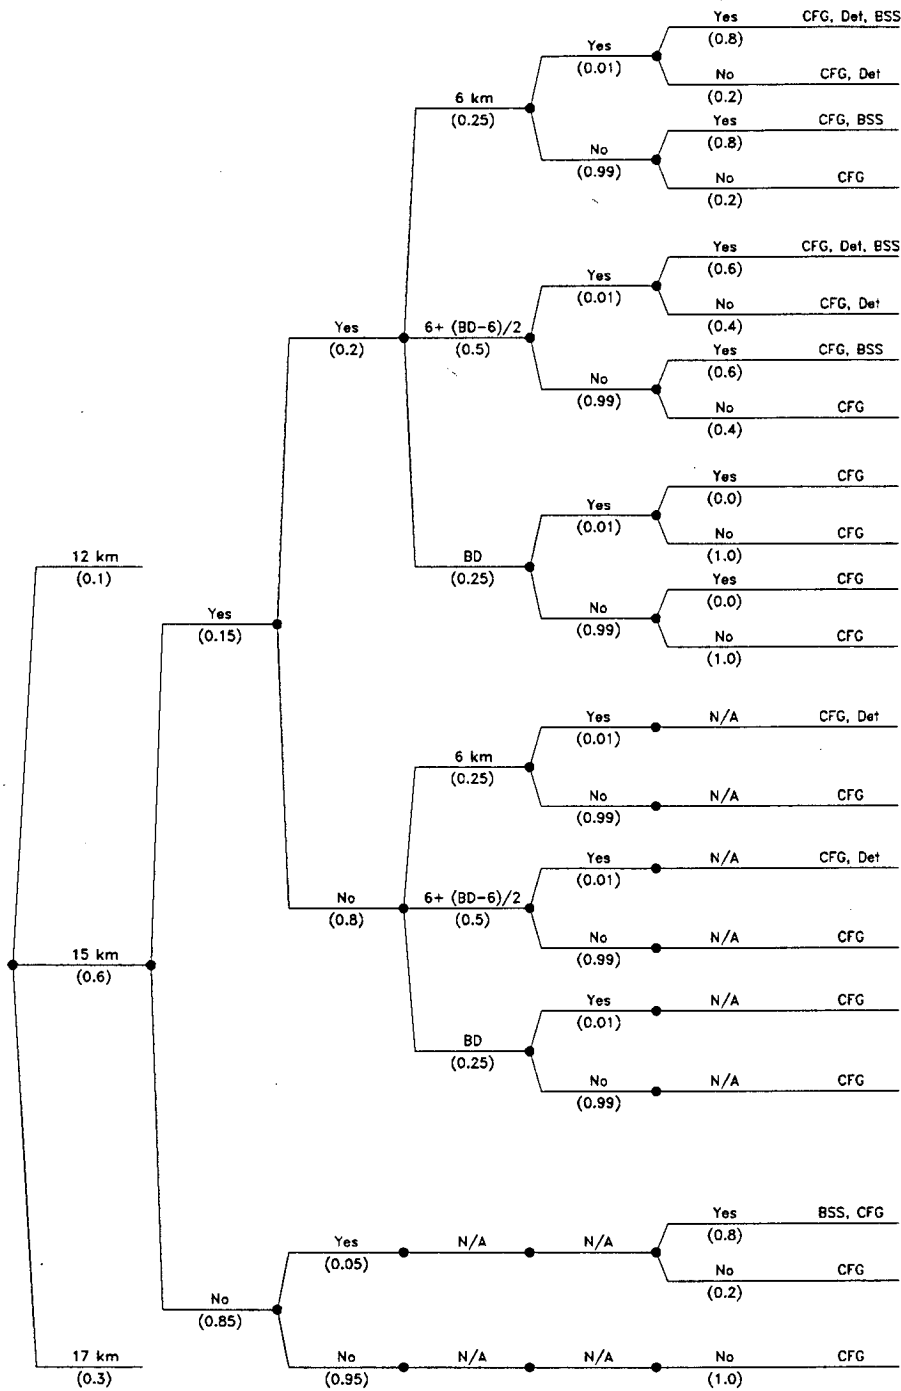 Yes CFG, Det, BSS
(0.8)
Yes
(0.01)
No CFG, Det
(0.2)
6 km
(0.25)
Yes CFG, BSS
(0.8)
No
(0.99)
No CFG
(0.2)
Yes CFG, Det, BSS
(0.6)
Yes
(0.01)
No CFG, Det
(0.4)
Yes
(0.2)
6+ (BD-6)/2
(0.5)
Yes CFG, BSS
(0.6)
No
(0.99)
No CFG
(0.4)
Yes CFG
(0.0)
Yes
(0.01)
No CFG
(1.0)
BD
(0.25)
Yes CFG
(0.0)
No
(0.99)
No CFG
(1.0)
12 km
(0.1)
Yes
(0.15)
Yes N/A CFG, Det
(0.01)
6 km
(0.25)
No N/A CFG
(0.99)
Yes N/A CFG, Det
(0.01)
No
(0.8)
6+ (BD-6)/2
(0.5)
No N/A CFG
(0.99)
15 km
(0.6)
Yes N/A CFG
(0.01)
BD
(0.25)
No N/A CFG
(0.99)
Yes BSS, CFG
(0.8)
Yes N/A N/A
(0.05)
No CFG
(0.2)
No
(0.85)
17 km
(0.3)
No N/A N/A No CFG
(0.95) (1.0)